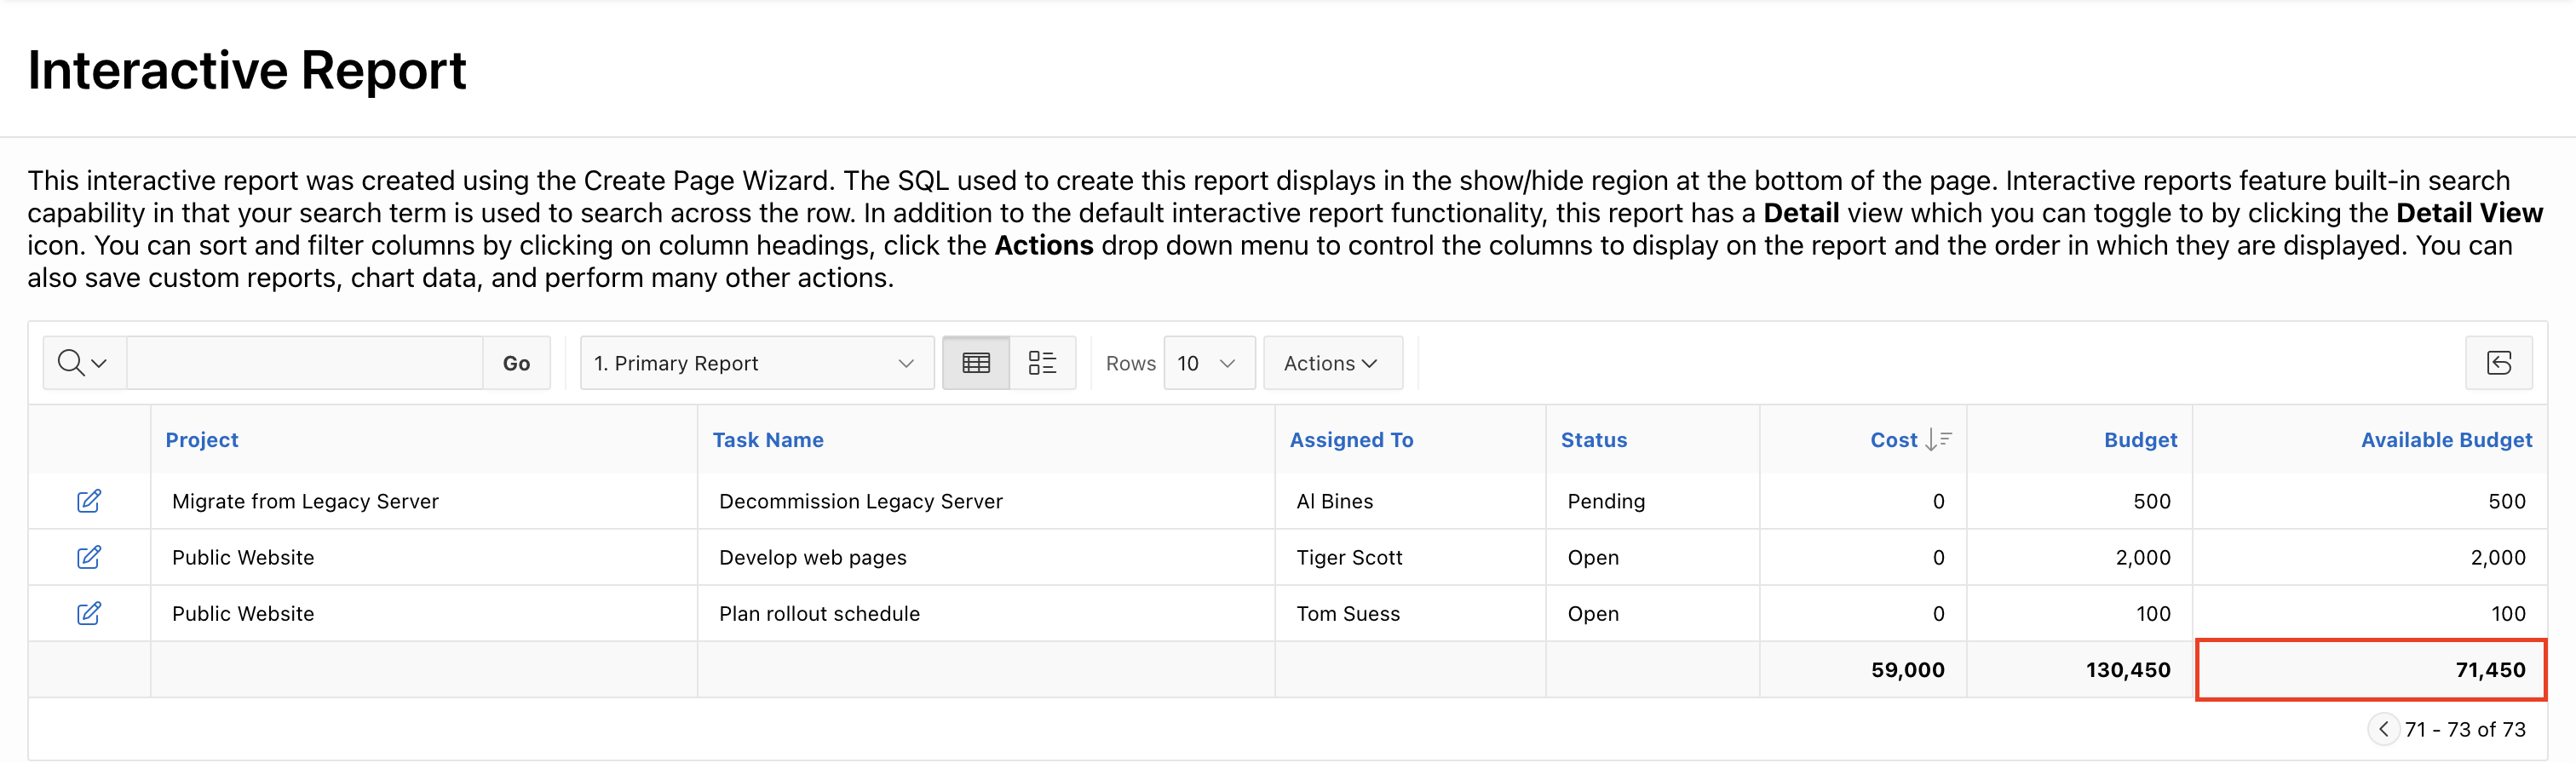 Interactive Report
This interactive report was created using the Create Page Wizard. The SQL used to create this report displays in the show/hide region at the bottom of the page. Interactive reports feature built-in search
capability in that your search term is used to search across the row. In addition to the default interactive report functionality, this report has a Detail view which you can toggle to by clicking the Detail View
icon. You can sort and filter columns by clicking on column headings, click the Actions drop down menu to control the columns to display on the report and the order in which they are displayed. You can
also save custom reports, chart data, and perform many other actions.
Go 1. Primary Report Rows 10 Actions
Project Task Name Assigned To Status Cost Budget Available Budget
Migrate from Legacy Server Decommission Legacy Server Al Bines Pending 0 500 500
Public Website Develop web pages Tiger Scott Open 0 2,000 2,000
Public Website Plan rollout schedule Tom Suess Open 0 100 100
59,000 130,450 71,450
71 - 73 of 73